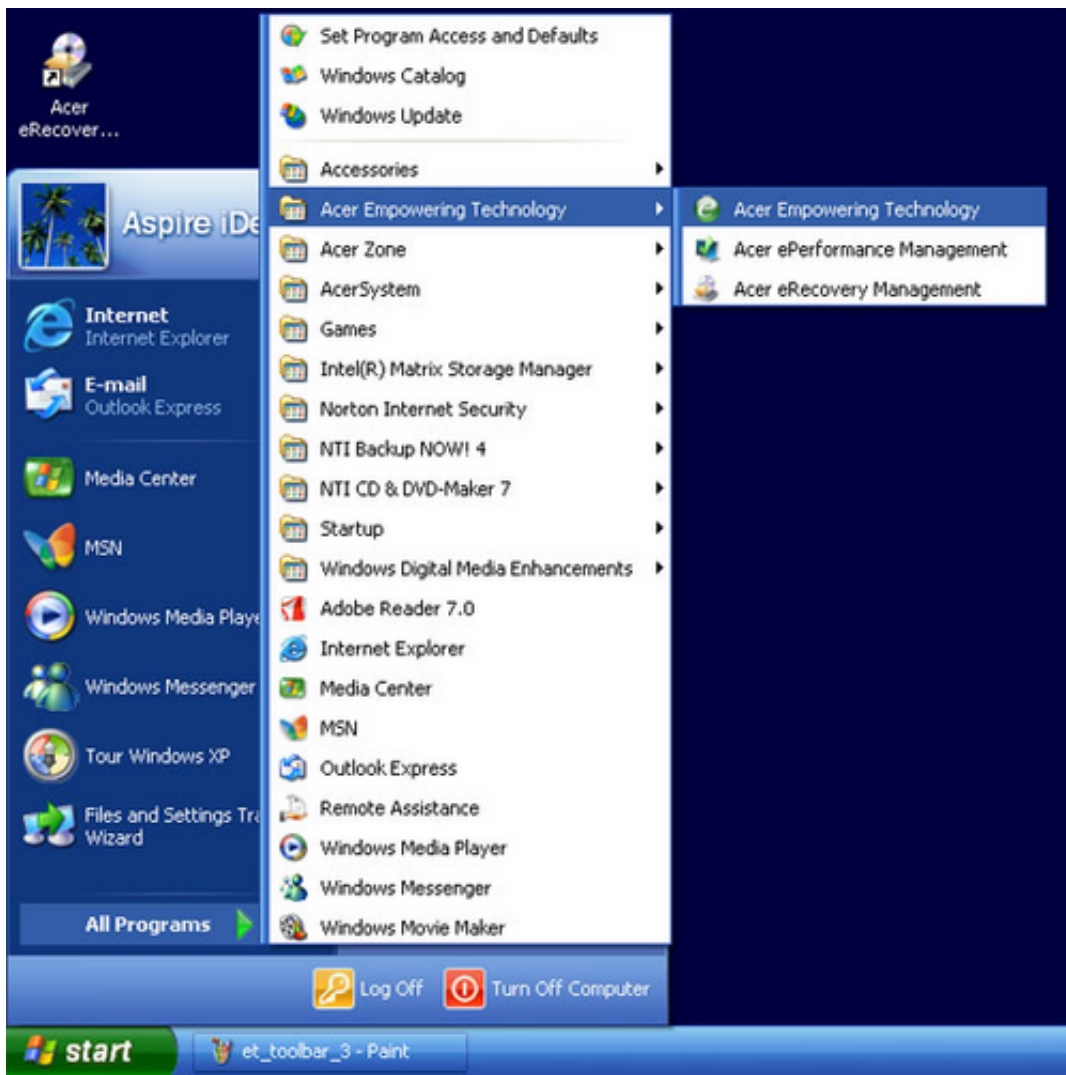 Acer
eRecover...
Aspire iDe
Internet
Internet Explorer
E-mail
Outlook Express
Media Center
MSN
Windows Media Playe
Windows Messenger
Tour Windows XP
Files and Settings Tra
Wizard
All Programs
Set Program Access and Defaults
Windows Catalog
Windows Update
Accessories
Acer Empowering Technology
Acer Zone
AcerSystem
Games
Intel(R) Matrix Storage Manager
Norton Internet Security
NTI Backup NOW! 4
NTI CD & DVD-Maker 7
Startup
Windows Digital Media Enhancements
Adobe Reader 7.0
Internet Explorer
Media Center
MSN
Outlook Express
Remote Assistance
Windows Media Player
Windows Messenger
Windows Movie Maker
Acer Empowering Technology
Acer ePerformance Management
Acer eRecovery Management
Log Off
Turn Off Computer
start
et_toolbar_3 - Paint